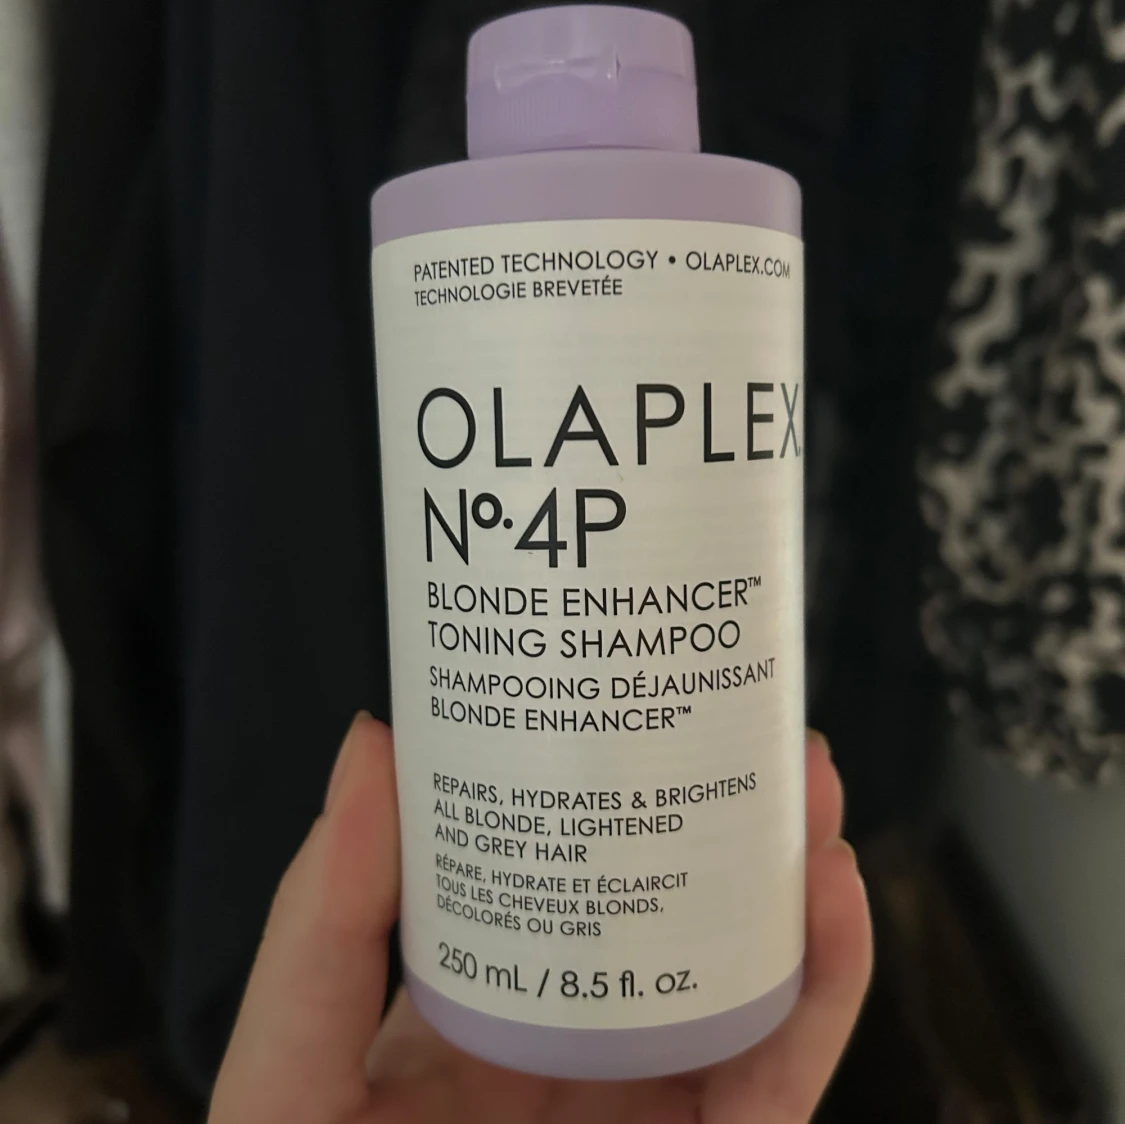 PATENTED TECHNOLOGY • OLAPLEX.COM
TECHNOLOGIE BREVETÉE
OLAPLEX.
Nº.4P
BLONDE ENHANCER™
TONING SHAMPOO
SHAMPOOING DÉJAUNISSANT
BLONDE ENHANCER™
REPAIRS, HYDRATES & BRIGHTENS
ALL BLONDE, LIGHTENED
AND GREY HAIR
RÉPARE, HYDRATE ET ÉCLAIRCIT
TOUS LES CHEVEUX BLONDS,
DÉCOLORÉS OU GRIS
250 mL / 8.5 fl. oz.